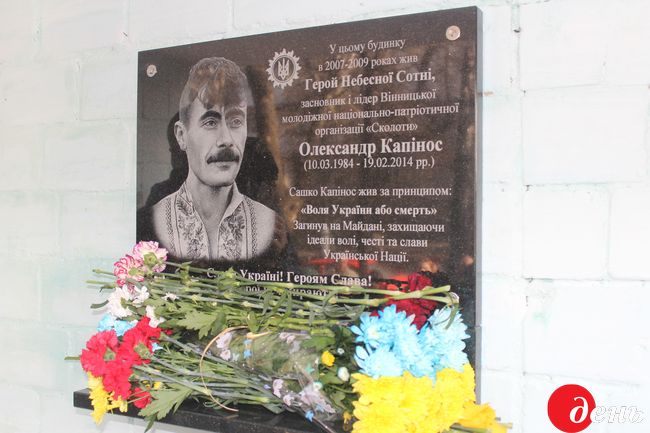 У цьому будинку
в 2007-2009 роках жив
Герой Небесної Сотні,
засновник і лідер Вінницької
молодіжної національно-патріотичної
організації «Сколоти»
Олександр Капінос
(10.03.1984 - 19.02.2014 рр.)
Сашко Капінос жив за принципом:
«Воля України або смерть»
Загинув на Майдані, захищаючи
ідеали волі, честі та слави
Української Нації.
Україні! Героям Слава!
день